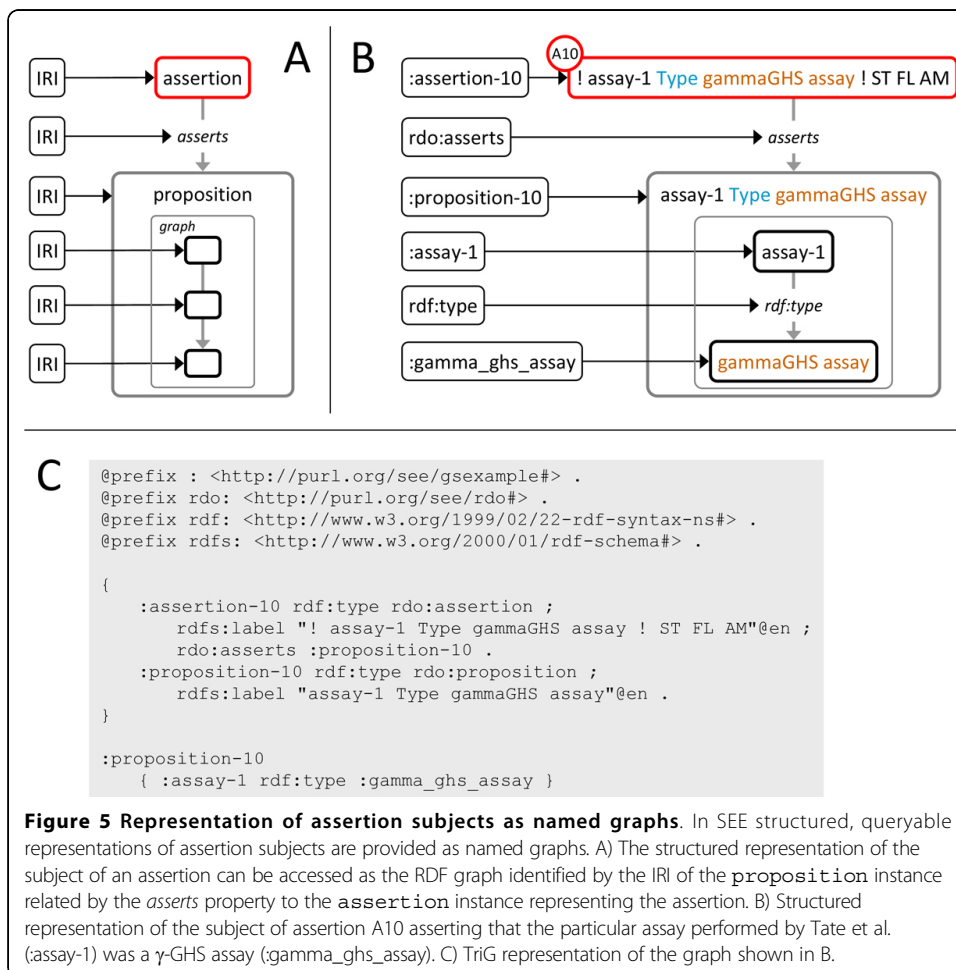 A
IRI
assertion
IRI
asserts
IRI
proposition
graph
IRI
IRI
IRI
B
A10
:assertion-10
! assay-1 Type gammaGHS assay ! ST FL AM
rdo:asserts
asserts
:proposition-10
assay-1 Type gammaGHS assay
:assay-1
assay-1
rdf:type
rdf:type
:gamma_ghs_assay
gammaGHS assay
C
@prefix : <http://purl.org/see/gsexample#> .
@prefix rdo: <http://purl.org/see/rdo#> .
@prefix rdf: <http://www.w3.org/1999/02/22-rdf-syntax-ns#> .
@prefix rdfs: <http://www.w3.org/2000/01/rdf-schema#> .
{
:assertion-10 rdf:type rdo:assertion ;
rdfs:label "! assay-1 Type gammaGHS assay ! ST FL AM"@en ;
rdo:asserts :proposition-10 .
:proposition-10 rdf:type rdo:proposition ;
rdfs:label "assay-1 Type gammaGHS assay"@en .
}
:proposition-10
{ :assay-1 rdf:type :gamma_ghs_assay }
Figure 5 Representation of assertion subjects as named graphs. In SEE structured, queryable
representations of assertion subjects are provided as named graphs. A) The structured representation of the
subject of an assertion can be accessed as the RDF graph identified by the IRI of the proposition instance
related by the asserts property to the assertion instance representing the assertion. B) Structured
representation of the subject of assertion A10 asserting that the particular assay performed by Tate et al.
(:assay-1) was a γ-GHS assay (:gamma_ghs_assay). C) TriG representation of the graph shown in B.